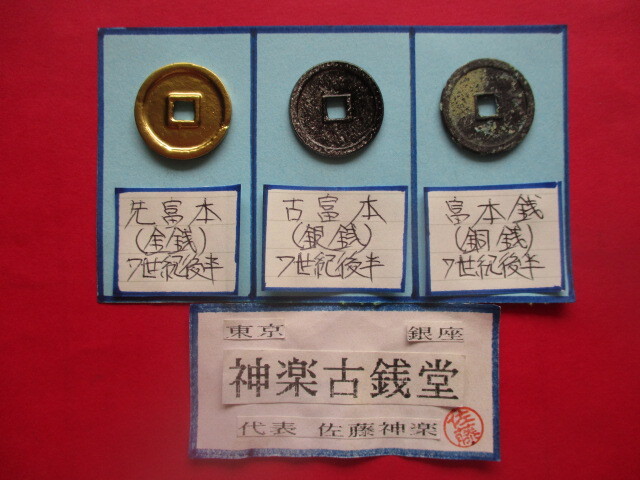 先富本
(金銭)
7世紀後半
古富本
(銀銭)
7世紀後半
富本銭
(銅銭)
7世紀後半
東京 銀座
神楽古銭堂
代表 佐藤神楽
佐藤